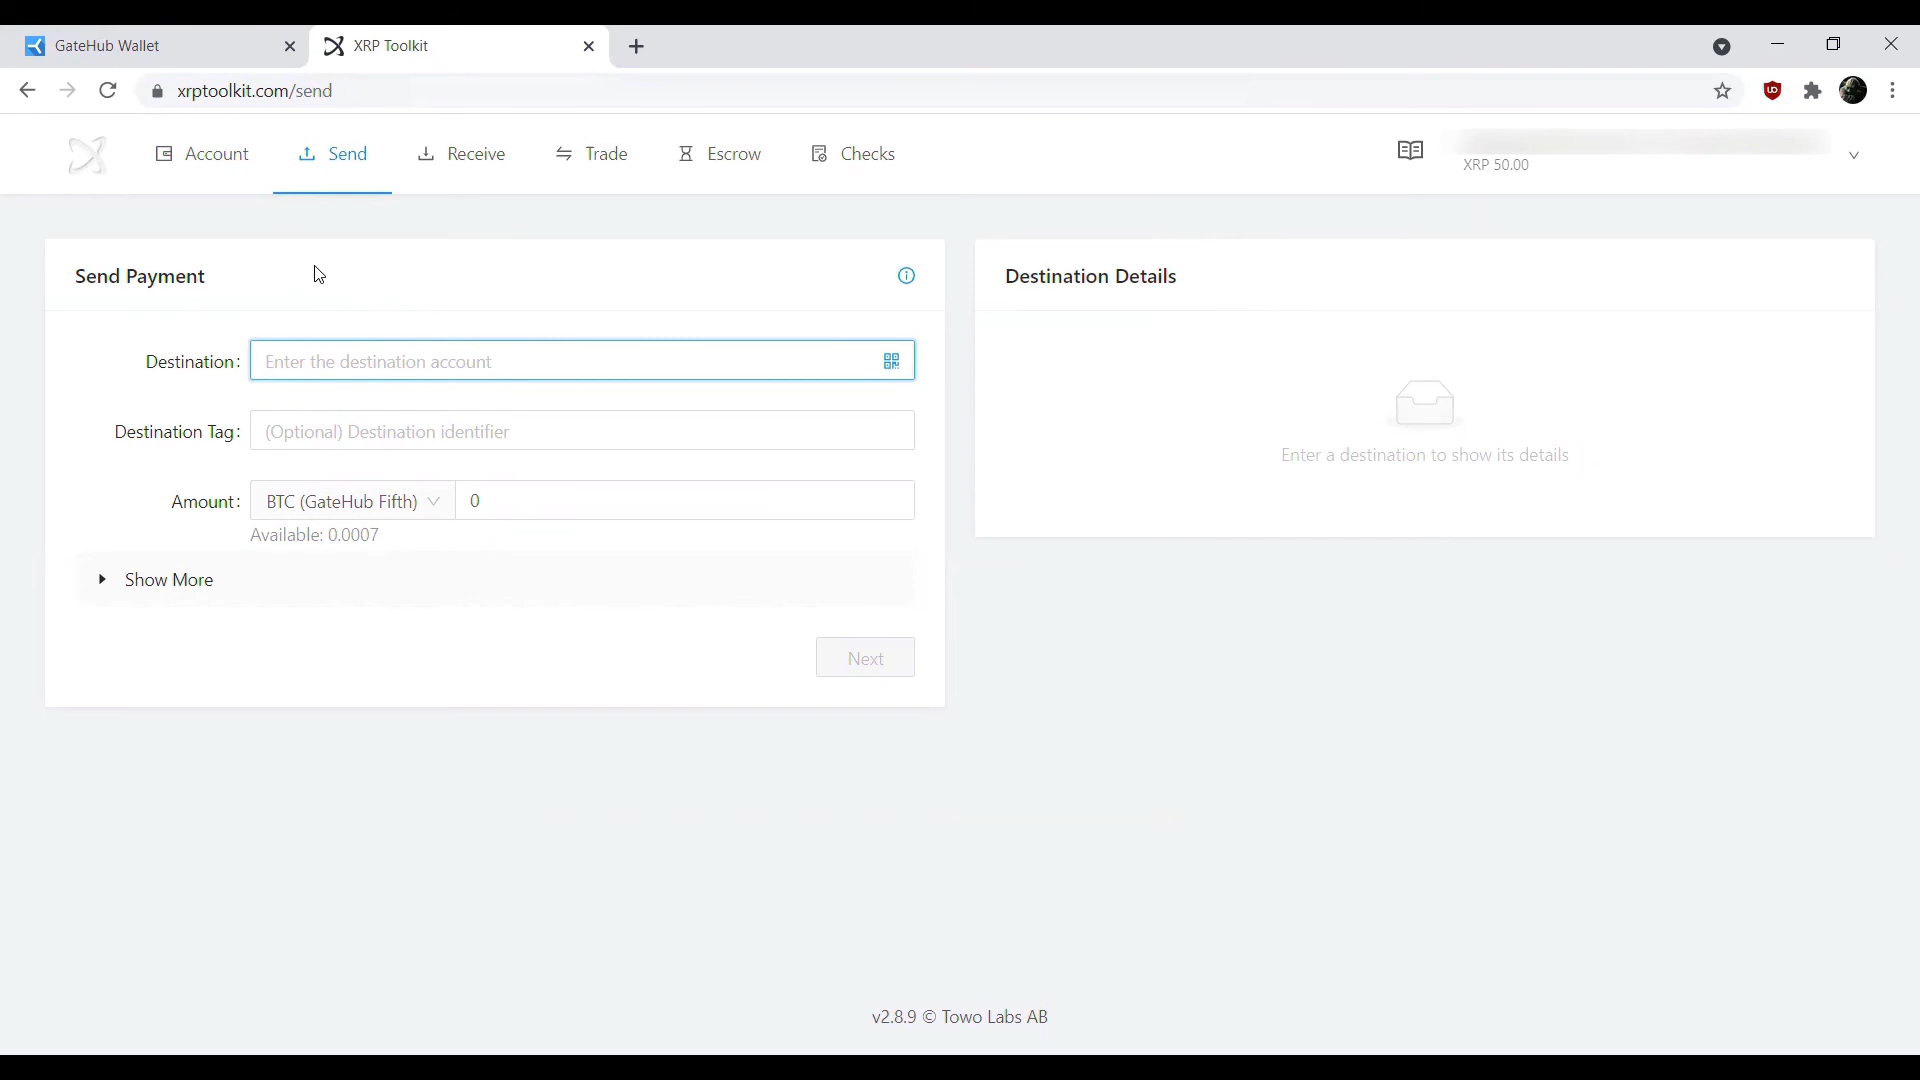 GateHub Wallet
XRP Toolkit
xrptoolkit.com/send
Account
Send
Receive
Trade
Escrow
Checks
XRP 50.00
Send Payment
Destination:
Enter the destination account
Destination Tag:
(Optional) Destination identifier
Amount:
BTC (GateHub Fifth)
0
Available: 0.0007
Show More
Next
Destination Details
Enter a destination to show its details
v2.8.9 © Towo Labs AB